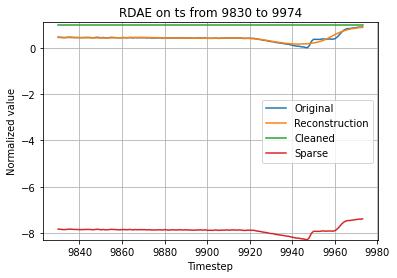 RDAE on ts from 9830 to 9974
Normalized value
0
−2
−4
−6
−8
Original
Reconstruction
Cleaned
Sparse
9840 9860 9880 9900 9920 9940 9960 9980
Timestep